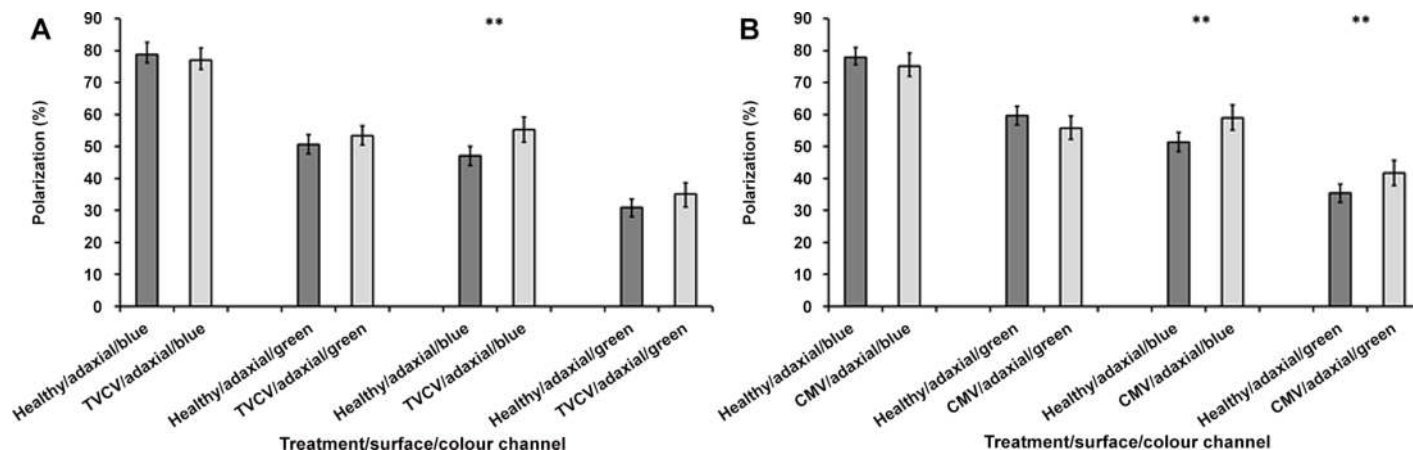 A
**
90
80
70
60
50
40
30
20
10
0
Polarization (%)
Healthy/adaxial/blue
TVCV/adaxial/blue
Healthy/adaxial/green
TVCV/adaxial/green
Healthy/adaxial/blue
TVCV/adaxial/blue
Healthy/adaxial/green
TVCV/adaxial/green
Treatment/surface/colour channel
B
** **
90
80
70
60
50
40
30
20
10
0
Polarization (%)
Healthy/adaxial/blue
CMV/adaxial/blue
Healthy/adaxial/green
CMV/adaxial/green
Healthy/adaxial/blue
CMV/adaxial/blue
Healthy/adaxial/green
CMV/adaxial/green
Treatment/surface/colour channel